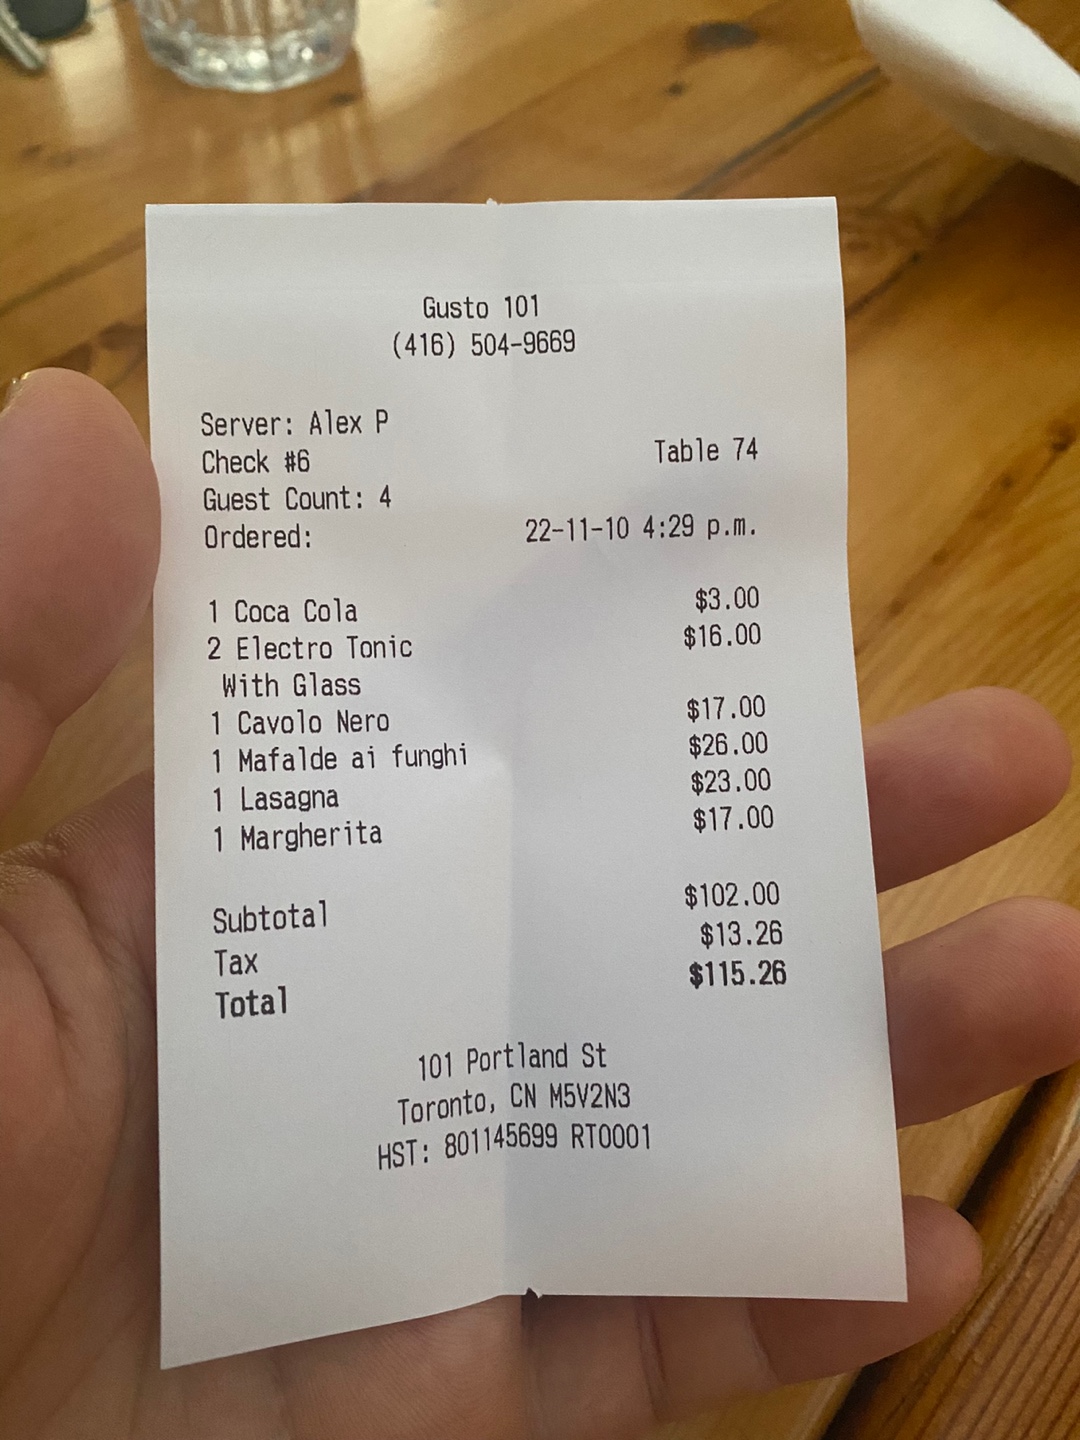 Gusto 101
(416) 504-9669
Server: Alex P
Check #6 Table 74
Guest Count: 4
Ordered: 22-11-10 4:29 p.m.
1 Coca Cola $3.00
2 Electro Tonic $16.00
With Glass
1 Cavolo Nero $17.00
1 Mafalde ai funghi $26.00
1 Lasagna $23.00
1 Margherita $17.00
Subtotal $102.00
Tax $13.26
Total $115.26
101 Portland St
Toronto, CN M5V2N3
HST: 801145699 RT0001